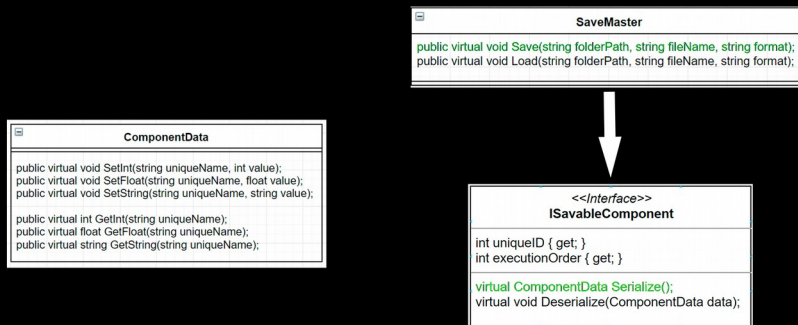 SaveMaster
public virtual void Save(string folderPath, string fileName, string format);
public virtual void Load(string folderPath, string fileName, string format);
ComponentData
public virtual void SetInt(string uniqueName, int value);
public virtual void SetFloat(string uniqueName, float value);
public virtual void SetString(string uniqueName, string value);
public virtual int GetInt(string uniqueName);
public virtual float GetFloat(string uniqueName);
public virtual string GetString(string uniqueName);
<<Interface>>
ISavableComponent
int uniqueID { get; }
int executionOrder { get; }
virtual ComponentData Serialize();
virtual void Deserialize(ComponentData data);